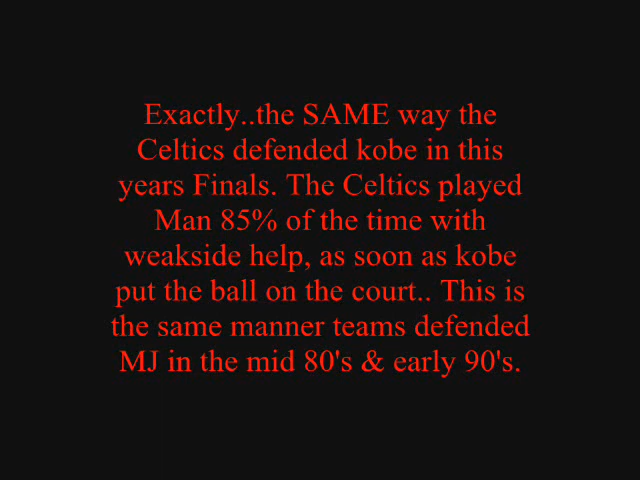 Exactly..the SAME way the
Celtics defended kobe in this
years Finals. The Celtics played
Man 85% of the time with
weakside help, as soon as kobe
put the ball on the court.. This is
the same manner teams defended
MJ in the mid 80's & early 90's.